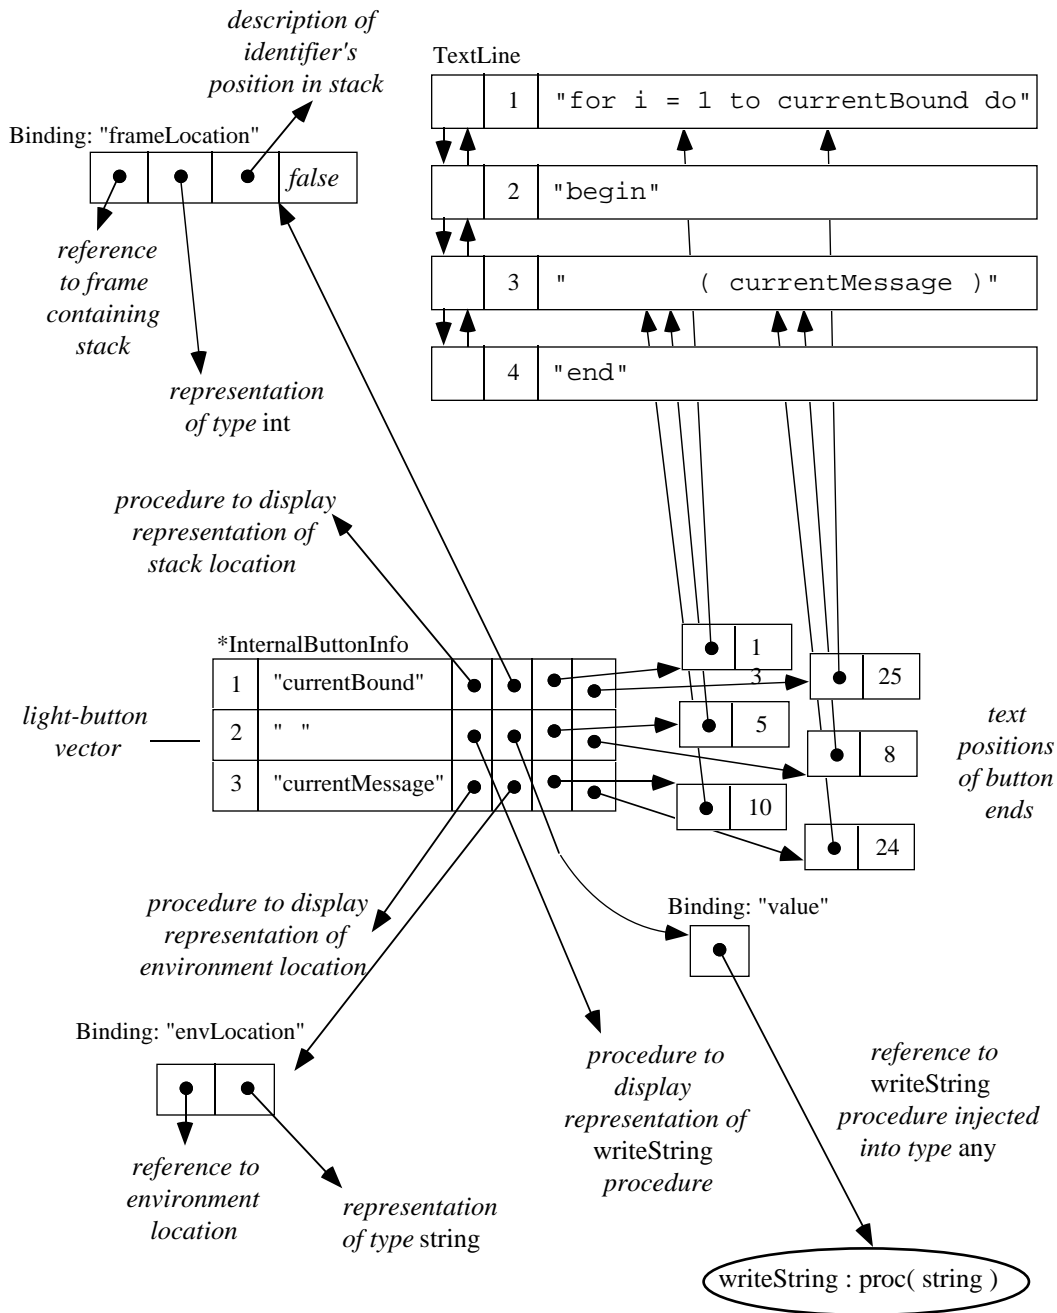 description of
identifier's
position in stack
Binding: "frameLocation"
false
reference
to frame
containing
stack
representation
of type int
TextLine
1 "for i = 1 to currentBound do"
2 "begin"
3 "       ( currentMessage )"
4 "end"
procedure to display
representation of
stack location
*InternalButtonInfo
1 "currentBound"
2 "  "
3 "currentMessage"
light-button
vector
1
3
25
5
8
10
24
text
positions
of button
ends
procedure to display
representation of
environment location
Binding: "envLocation"
reference to
environment
location
representation
of type string
procedure to
display
representation of
writeString
procedure
Binding: "value"
reference to
writeString
procedure injected
into type any
writeString : proc( string )